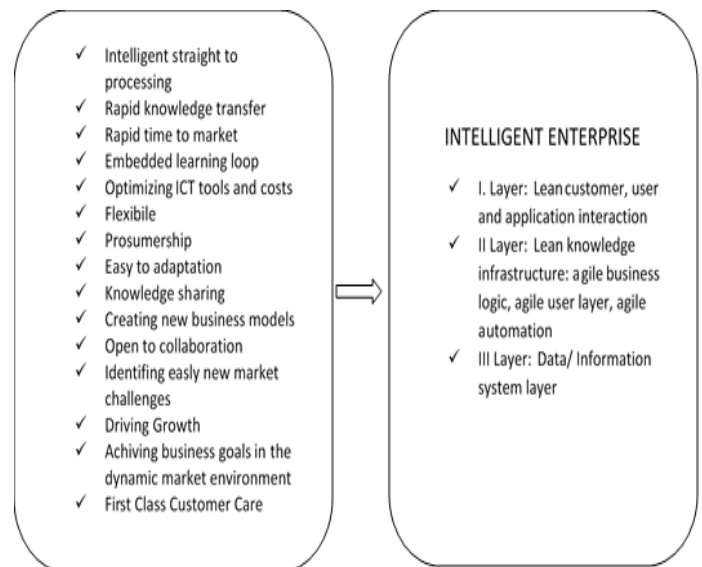 ✓ Intelligent straight to
processing
✓ Rapid knowledge transfer
✓ Rapid time to market
✓ Embedded learning loop
✓ Optimizing ICT tools and costs
✓ Flexibile
✓ Prosumership
✓ Easy to adaptation
✓ Knowledge sharing
✓ Creating new business models
✓ Open to collaboration
✓ Identifing easly new market
challenges
✓ Driving Growth
✓ Achiving business goals in the
dynamic market environment
✓ First Class Customer Care
INTELLIGENT ENTERPRISE
✓ I. Layer: Lean customer, user
and application interaction
✓ II Layer: Lean knowledge
infrastructure: agile business
logic, agile user layer, agile
automation
✓ III Layer: Data/ Information
system layer